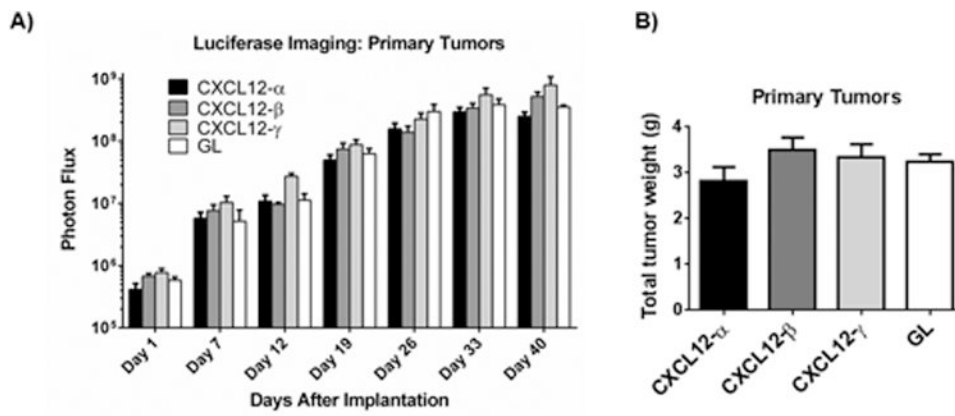 A)
Luciferase Imaging: Primary Tumors
10⁹
10⁸
10⁷
10⁶
10⁵
Photon Flux
CXCL12-α
CXCL12-β
CXCL12-γ
GL
Day 1
Day 7
Day 12
Day 19
Day 26
Day 33
Day 40
Days After Implantation
B)
Primary Tumors
Total tumor weight (g)
4
3
2
1
0
CXCL12-α
CXCL12-β
CXCL12-γ
GL